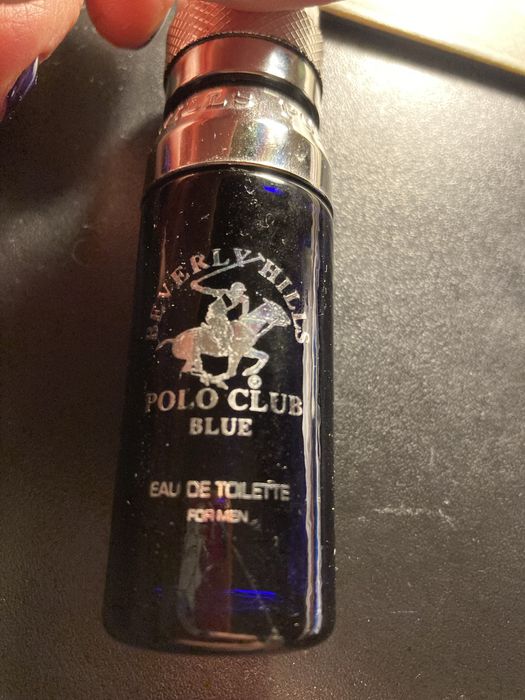 BEVERLY HILLS
POLO CLUB
BLUE
EAU DE TOILETTE
FOR MEN